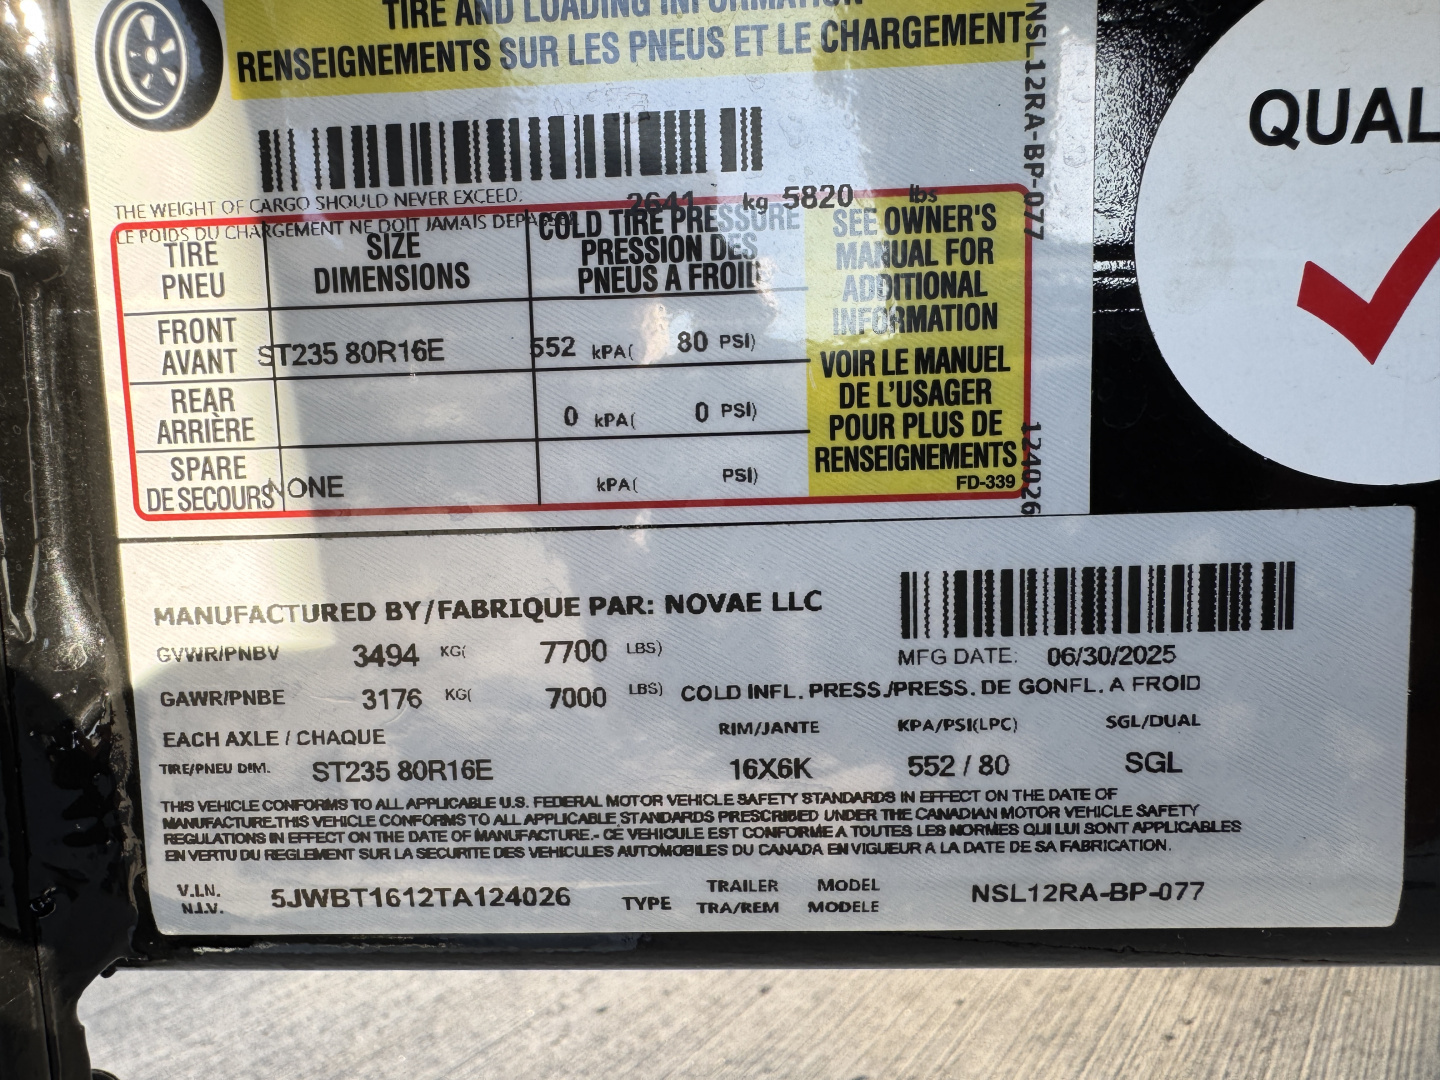 TIRE AND LOADING INFORMATION
RENSEIGNEMENTS SUR LES PNEUS ET LE CHARGEMENT
NSL12RA-BP-077
124026
THE WEIGHT OF CARGO SHOULD NEVER EXCEED: 2641 kg 5820 lbs
LE POIDS DU CHARGEMENT NE DOIT JAMAIS
TIRE
PNEU
SIZE
DIMENSIONS
COLD TIRE PRESSURE
PRESSION DES
PNEUS A FROID
FRONT
AVANT
ST235 80R16E
552 kPA( 80 PSI)
REAR
ARRIÈRE
0 kPA( 0 PSI)
SPARE
DE SECOURS
NONE
kPA( PSI)
SEE OWNER'S
MANUAL FOR
ADDITIONAL
INFORMATION
VOIR LE MANUEL
DE L'USAGER
POUR PLUS DE
RENSEIGNEMENTS
FD-339
QUAL
MANUFACTURED BY/FABRIQUE PAR: NOVAE LLC
GVWR/PNBV 3494 KG( 7700 LBS)
MFG DATE: 06/30/2025
GAWR/PNBE 3176 KG( 7000 LBS) COLD INFL. PRESS./PRESS. DE GONFL. A FROID
EACH AXLE / CHAQUE RIM/JANTE KPA/PSI(LPC) SGL/DUAL
TIRE/PNEU DIM. ST235 80R16E 16X6K 552 / 80 SGL
THIS VEHICLE CONFORMS TO ALL APPLICABLE U.S. FEDERAL MOTOR VEHICLE SAFETY STANDARDS IN EFFECT ON THE DATE OF
MANUFACTURE.THIS VEHICLE CONFORMS TO ALL APPLICABLE STANDARDS PRESCRIBED UNDER THE CANADIAN MOTOR VEHICLE SAFETY
REGULATIONS IN EFFECT ON THE DATE OF MANUFACTURE.- CE VEHICULE EST CONFORME A TOUTES LES NORMES QUI LUI SONT APPLICABLES
EN VERTU DU REGLEMENT SUR LA SECURITE DES VEHICULES AUTOMOBILES DU CANADA EN VIGUEUR A LA DATE DE SA FABRICATION.
V.I.N.
N.I.V.
5JWBT1612TA124026
TYPE
TRAILER
TRA/REM
MODEL
MODELE
NSL12RA-BP-077